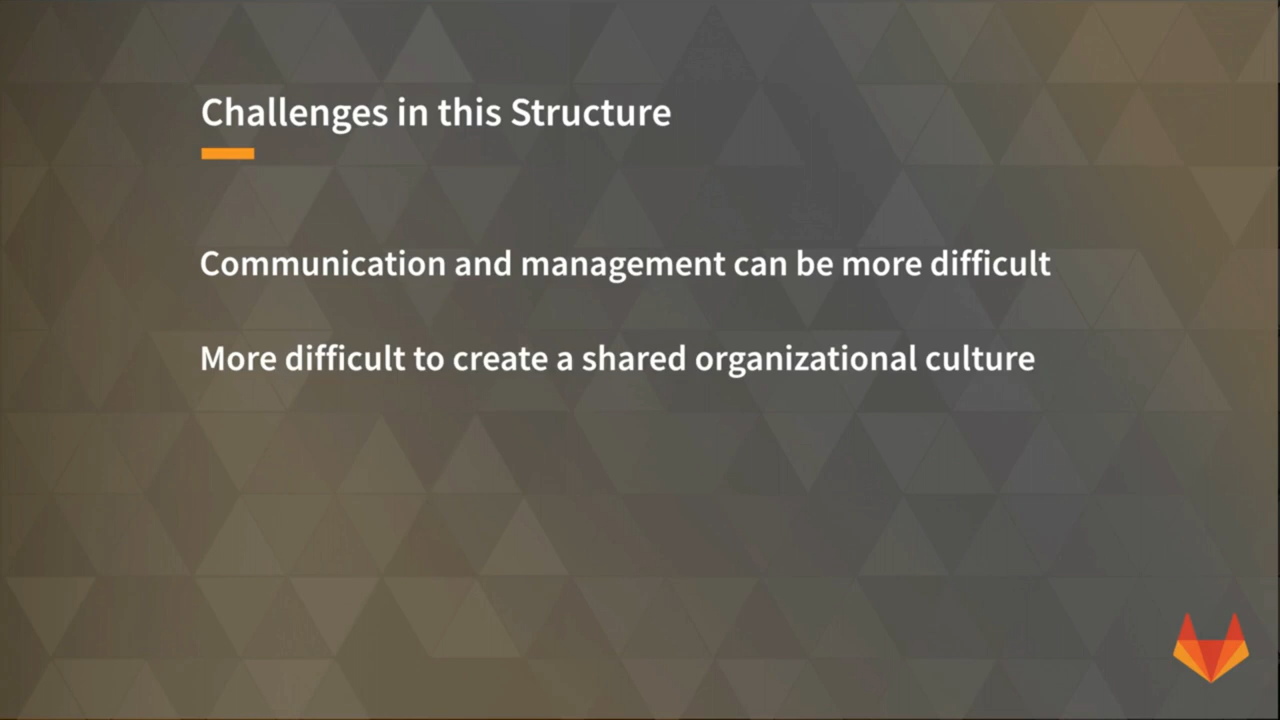 Challenges in this Structure
Communication and management can be more difficult
More difficult to create a shared organizational culture